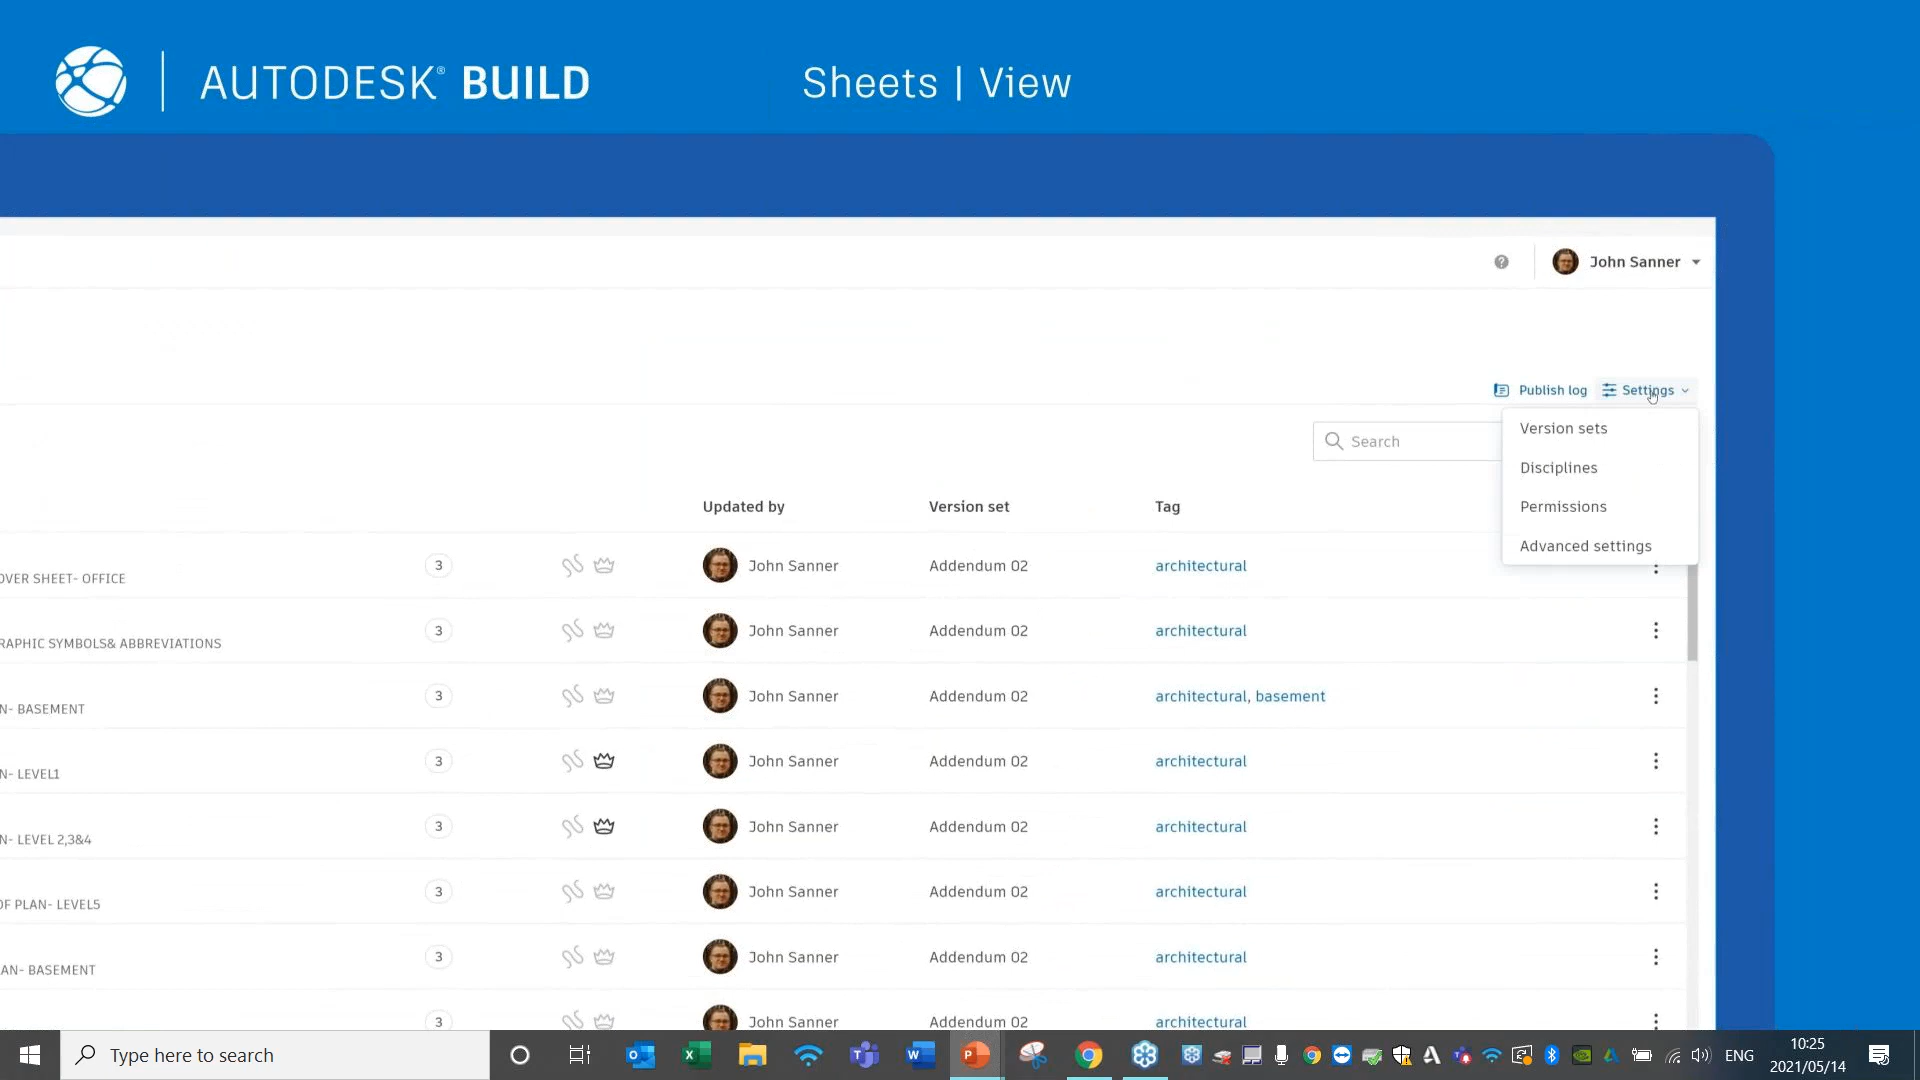 AUTODESK® BUILD
Sheets | View
John Sanner
Publish log
Settings
Version sets
Disciplines
Permissions
Advanced settings
Search
Updated by Version set Tag
OVER SHEET- OFFICE 3 John Sanner Addendum 02 architectural
RAPHIC SYMBOLS& ABBREVIATIONS 3 John Sanner Addendum 02 architectural
N- BASEMENT 3 John Sanner Addendum 02 architectural, basement
N- LEVEL1 3 John Sanner Addendum 02 architectural
N- LEVEL 2,3&4 3 John Sanner Addendum 02 architectural
OF PLAN- LEVEL5 3 John Sanner Addendum 02 architectural
AN- BASEMENT 3 John Sanner Addendum 02 architectural
3 John Sanner Addendum 02 architectural
Type here to search
ENG
10:25
2021/05/14